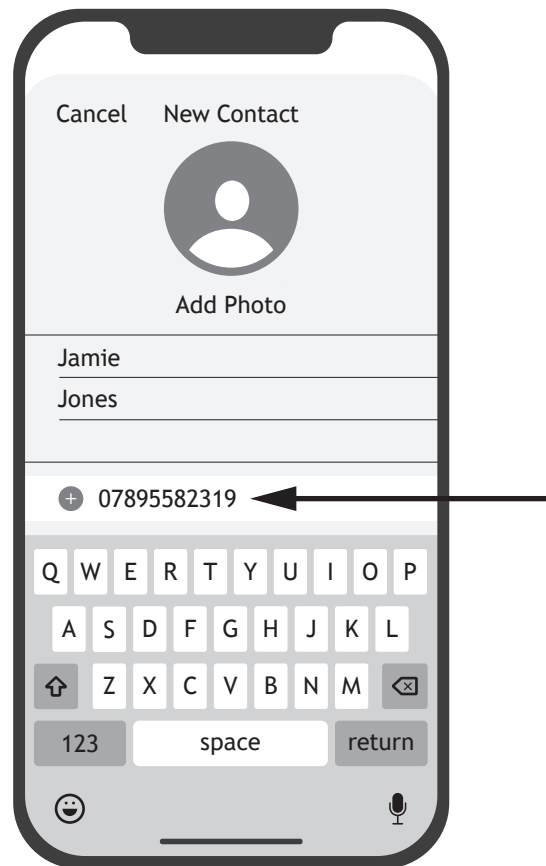 Cancel New Contact
Add Photo
Jamie
Jones
+ 07895582319
Q W E R T Y U I O P
A S D F G H J K L
Z X C V B N M
123 space return